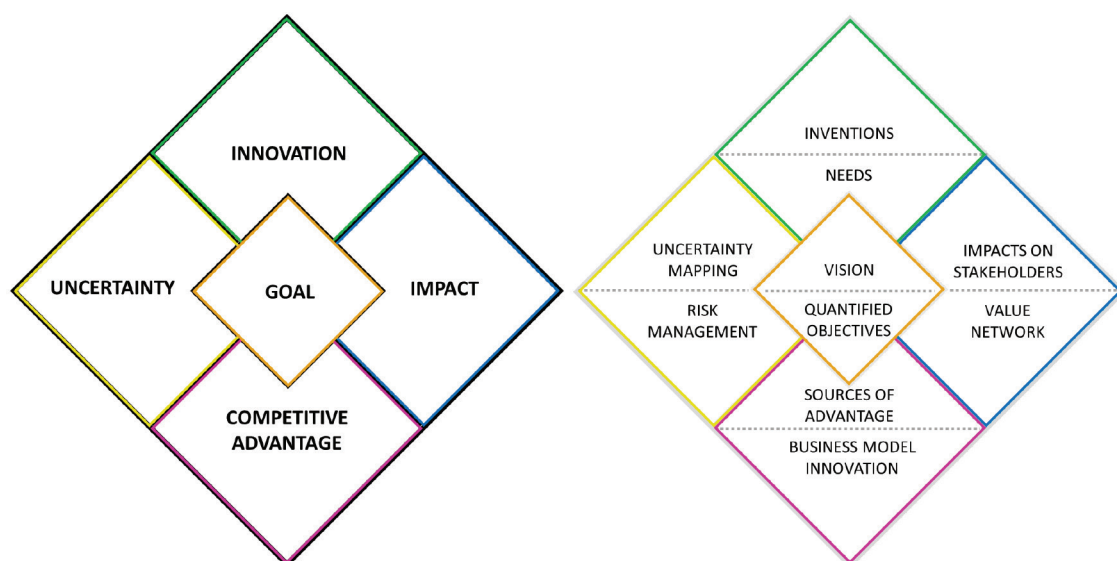 INNOVATION
UNCERTAINTY
GOAL
IMPACT
COMPETITIVE
ADVANTAGE
INVENTIONS
NEEDS
UNCERTAINTY
MAPPING
RISK
MANAGEMENT
VISION
QUANTIFIED
OBJECTIVES
IMPACTS ON
STAKEHOLDERS
VALUE
NETWORK
SOURCES OF
ADVANTAGE
BUSINESS MODEL
INNOVATION